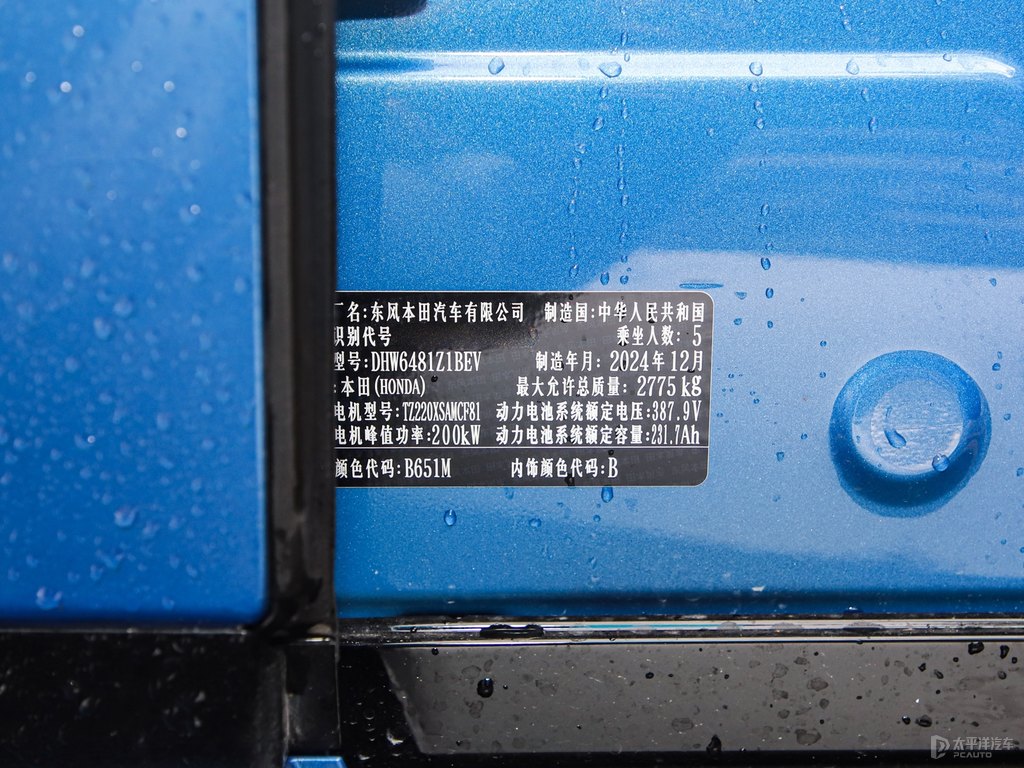 厂名:东风本田汽车有限公司 制造国:中华人民共和国
识别代号 乘坐人数: 5
型号:DHW6481Z1BEV 制造年月: 2024年12月
:本田(HONDA) 最大允许总质量: 2775 kg
电机型号:TZ220XSAMCF81 动力电池系统额定电压:387.9V
电机峰值功率:200kW 动力电池系统额定容量:231.7Ah
颜色代码:B651M 内饰颜色代码:B
太平洋汽车
PCAUTO